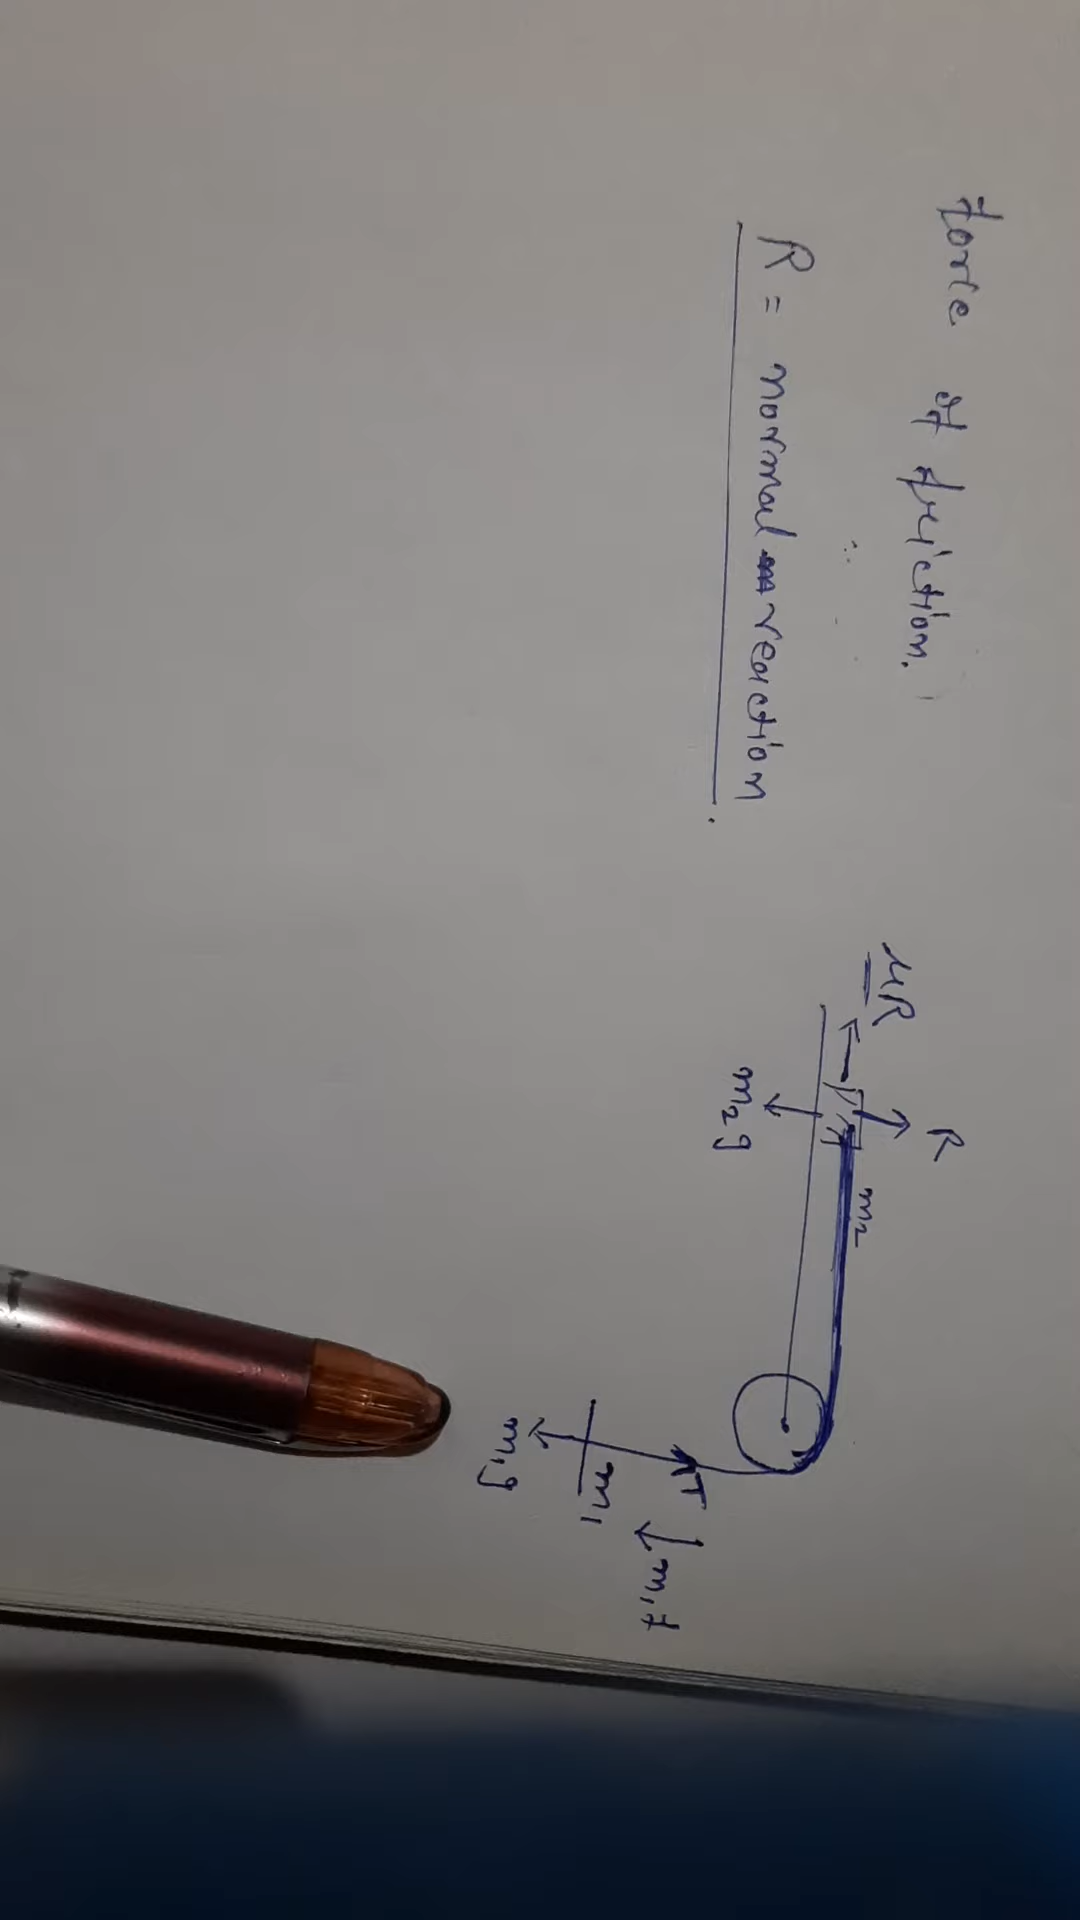 force of friction.
R = normal reaction.
μR
R
m2
m2g
T
m1f
m1
m1g